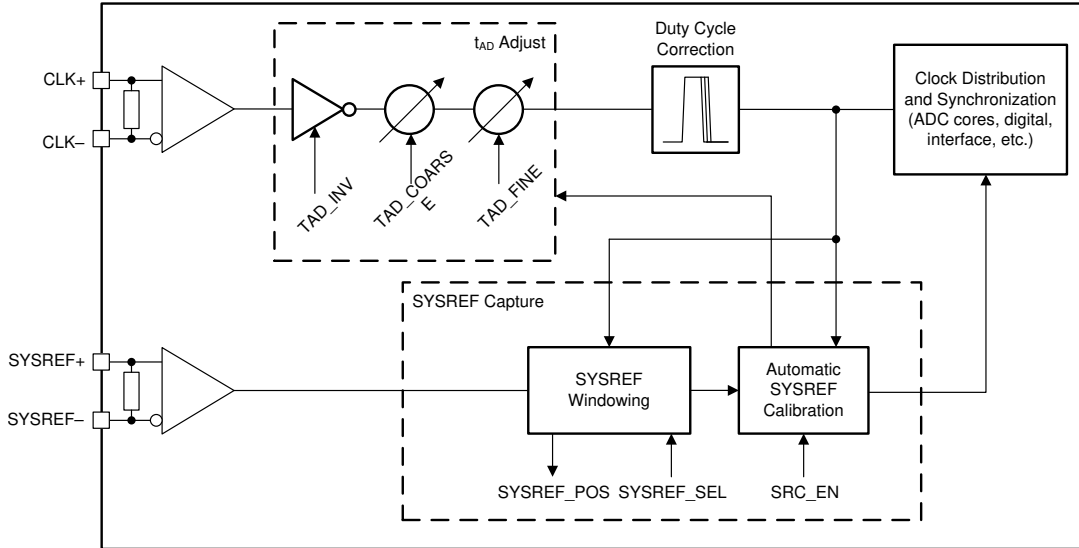 t_AD Adjust
Duty Cycle
Correction
CLK+
CLK–
TAD_INV
TAD_COARS
E
TAD_FINE
Clock Distribution
and Synchronization
(ADC cores, digital,
interface, etc.)
SYSREF Capture
SYSREF+
SYSREF–
SYSREF
Windowing
Automatic
SYSREF
Calibration
SYSREF_POS
SYSREF_SEL
SRC_EN